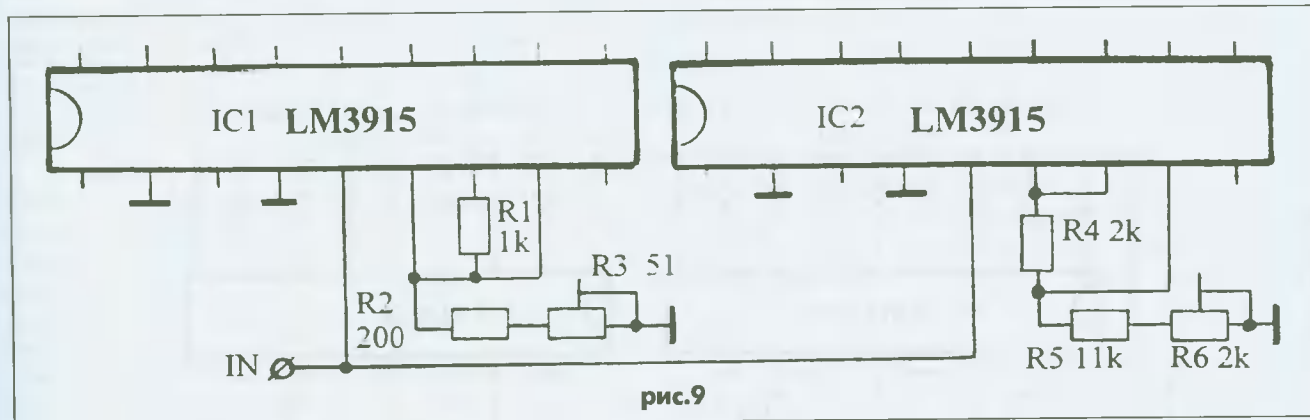 IC1 LM3915
IC2 LM3915
R1
1k
R4 2k
R3 51
R2
200
R5 11k
R6 2k
IN
рис.9